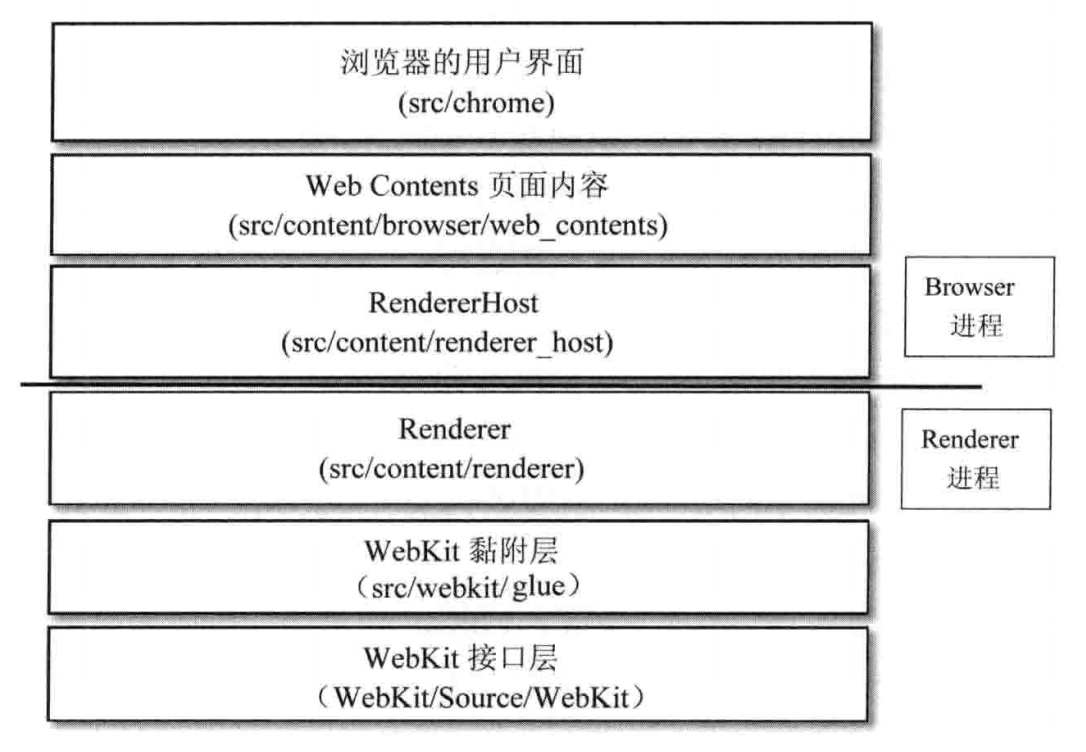 浏览器的用户界面
(src/chrome)
Web Contents 页面内容
(src/content/browser/web_contents)
RendererHost
(src/content/renderer_host)
Browser
进程
Renderer
(src/content/renderer)
Renderer
进程
WebKit 黏附层
（src/webkit/glue）
WebKit 接口层
（WebKit/Source/WebKit）